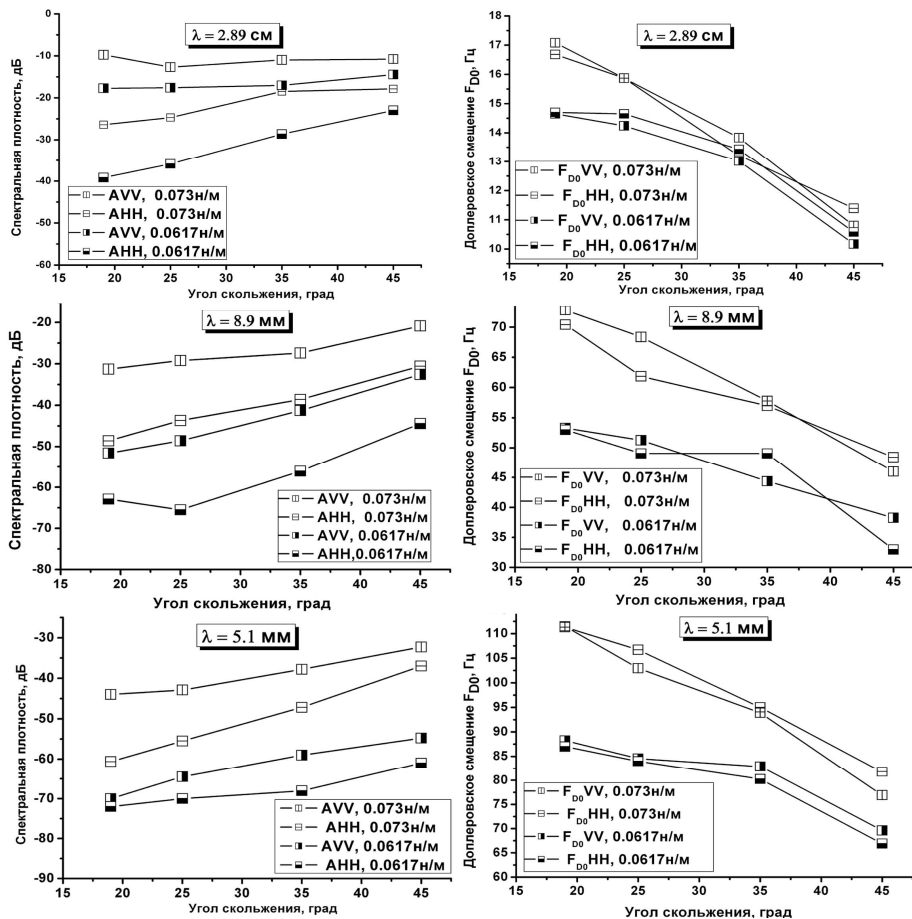 λ = 2.89 см
Спектральная плотность, дБ
0
-10
-20
-30
-40
-50
-60
AVV, 0.073н/м
AHH, 0.073н/м
AVV, 0.0617н/м
AHH, 0.0617н/м
15 20 25 30 35 40 45
Угол скольжения, град
λ = 2.89 см
Доплеровское смещение F_D0, Гц
18
17
16
15
14
13
12
11
10
F_D0VV, 0.073н/м
F_D0HH, 0.073н/м
F_D0VV, 0.0617н/м
F_D0HH, 0.0617н/м
15 20 25 30 35 40 45
Угол скольжения, град
λ = 8.9 мм
Спектральная плотность, дБ
-20
-30
-40
-50
-60
-70
-80
AVV, 0.073н/м
AHH, 0.073н/м
AVV, 0.0617н/м
AHH,0.0617н/м
15 20 25 30 35 40 45
Угол скольжения, град
λ = 8.9 мм
Доплеровское смещение F_D0, Гц
70
65
60
55
50
45
40
35
30
F_D0VV, 0.073н/м
F_D0HH, 0.073н/м
F_D0VV, 0.0617н/м
F_D0HH, 0.0617н/м
15 20 25 30 35 40 45
Угол скольжения, град
λ = 5.1 мм
Спектральная плотность, дБ
-30
-40
-50
-60
-70
-80
-90
AVV, 0.073н/м
AHH, 0.073н/м
AVV, 0.0617н/м
AHH, 0.0617н/м
15 20 25 30 35 40 45
Угол скольжения, град
λ = 5.1 мм
Доплеровское смещение F_D0, Гц
110
105
100
95
90
85
80
75
70
65
60
F_D0VV, 0.073н/м
F_D0HH, 0.073н/м
F_D0VV, 0.0617н/м
F_D0HH, 0.0617н/м
15 20 25 30 35 40 45
Угол скольжения, град